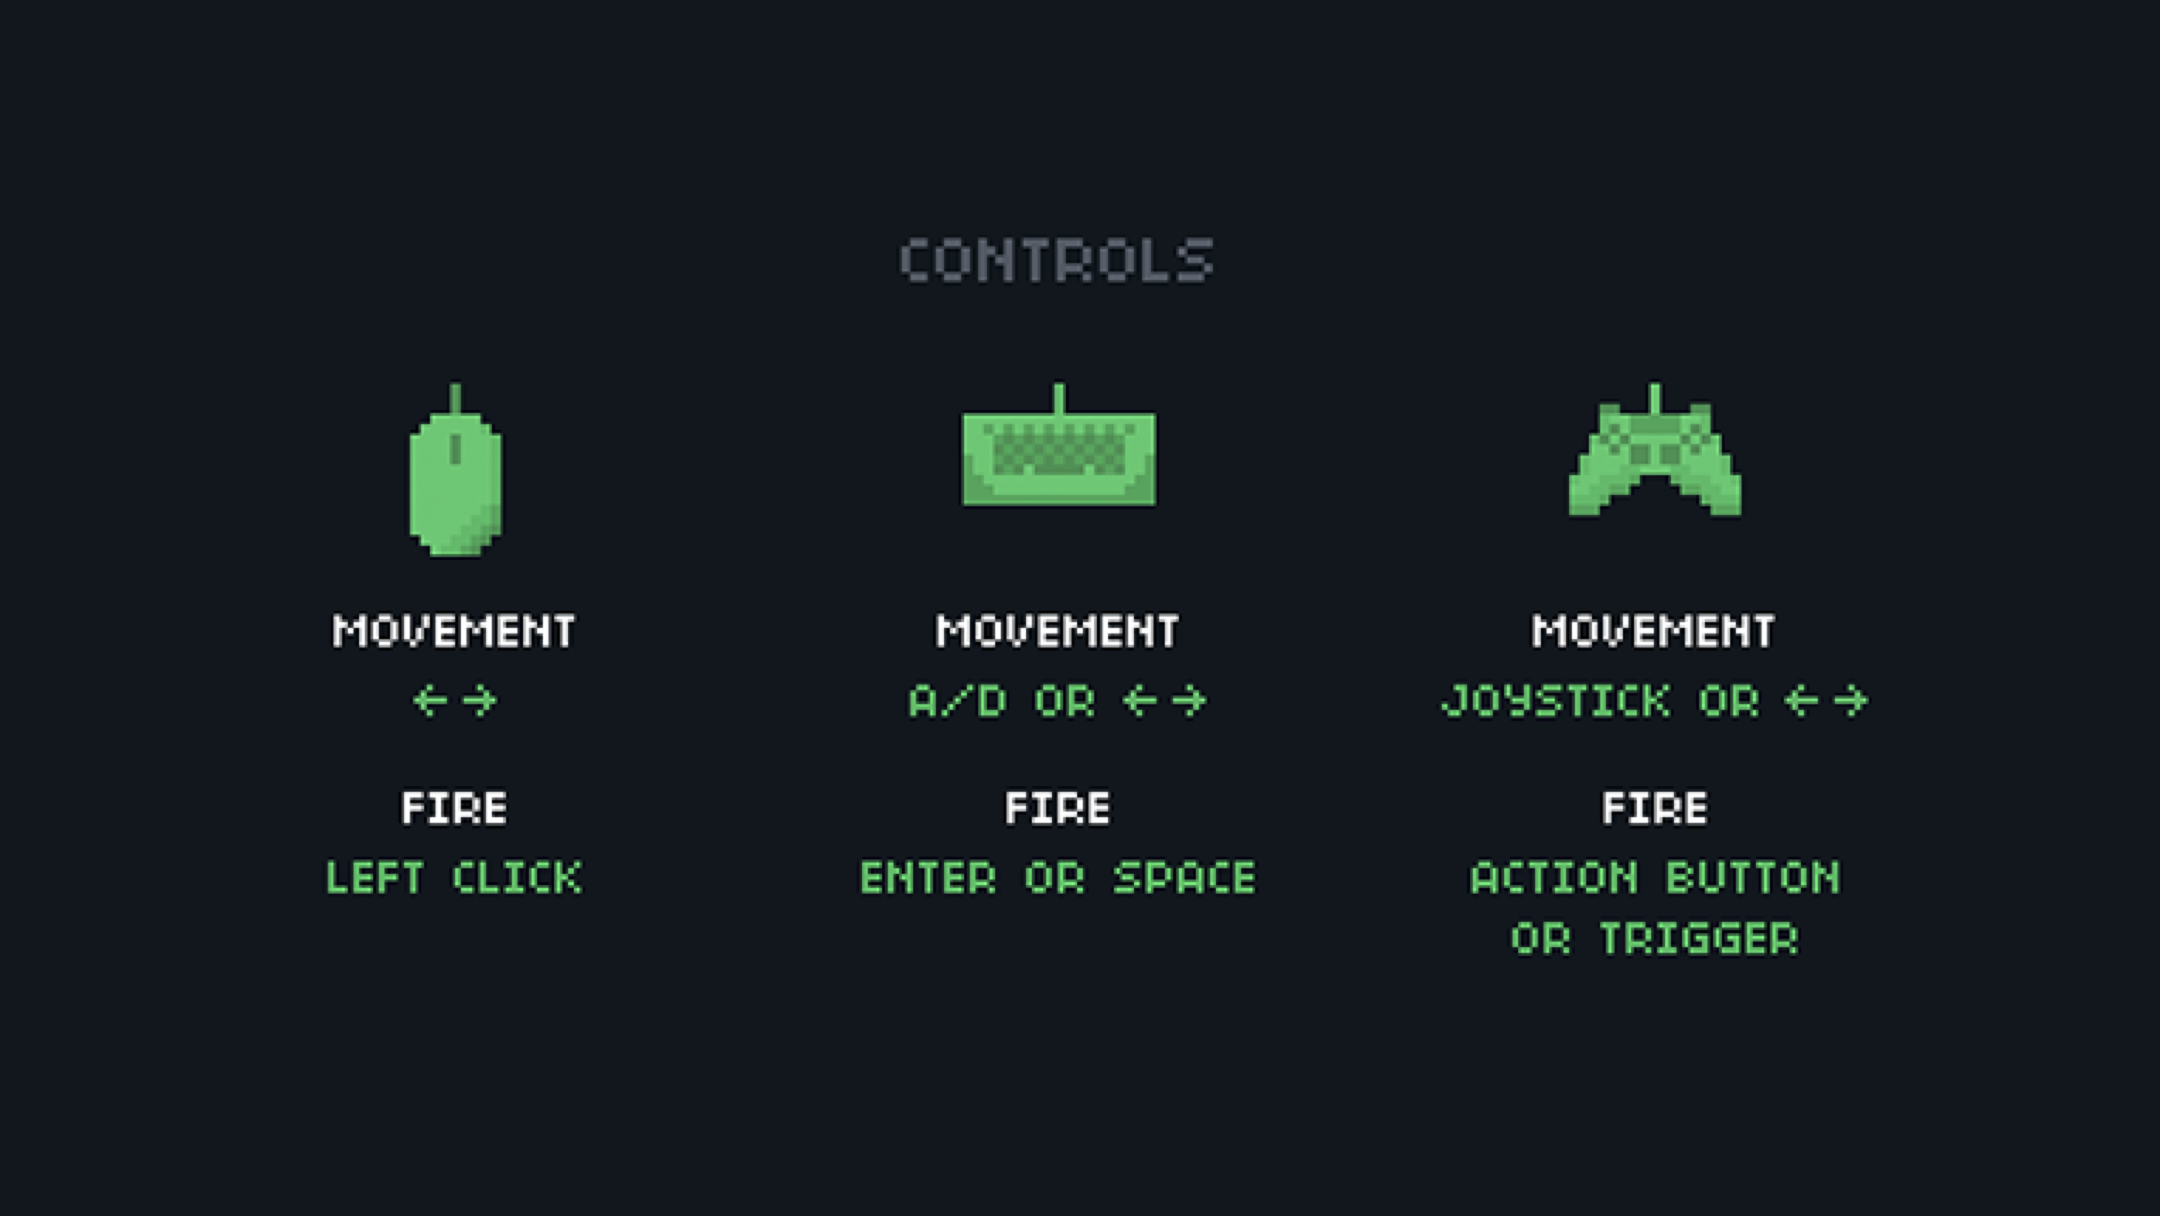 CONTROLS
MOVEMENT
← →
FIRE
LEFT CLICK
MOVEMENT
A/D OR ← →
FIRE
ENTER OR SPACE
MOVEMENT
JOYSTICK OR ← →
FIRE
ACTION BUTTON
OR TRIGGER